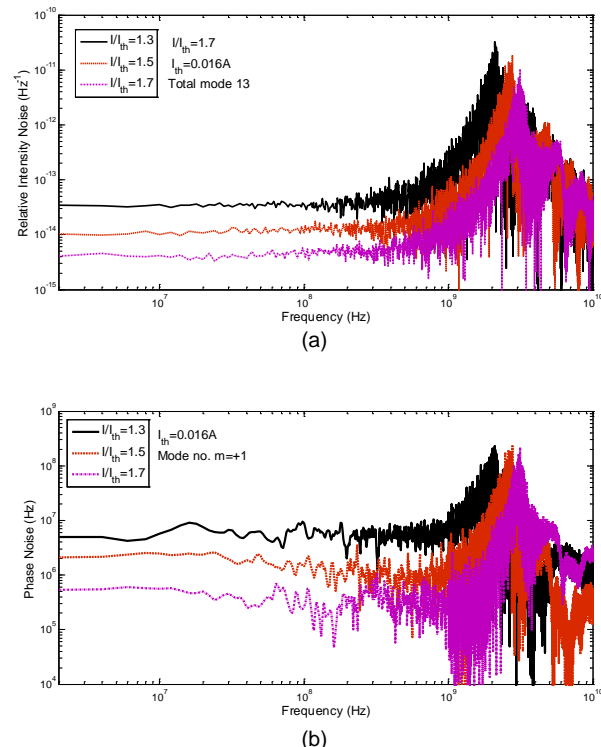 10^-10
10^-11
10^-12
10^-13
10^-14
10^-15
Relative Intensity Noise (Hz^-1)
I/I_th=1.3
I/I_th=1.5
I/I_th=1.7
I/I_th=1.7
I_th=0.016A
Total mode 13
10^7
10^8
10^9
10^10
Frequency (Hz)
(a)
10^9
10^8
10^7
10^6
10^5
10^4
Phase Noise (Hz)
I/I_th=1.3
I/I_th=1.5
I/I_th=1.7
I_th=0.016A
Mode no. m=+1
10^7
10^8
10^9
10^10
Frequency (Hz)
(b)